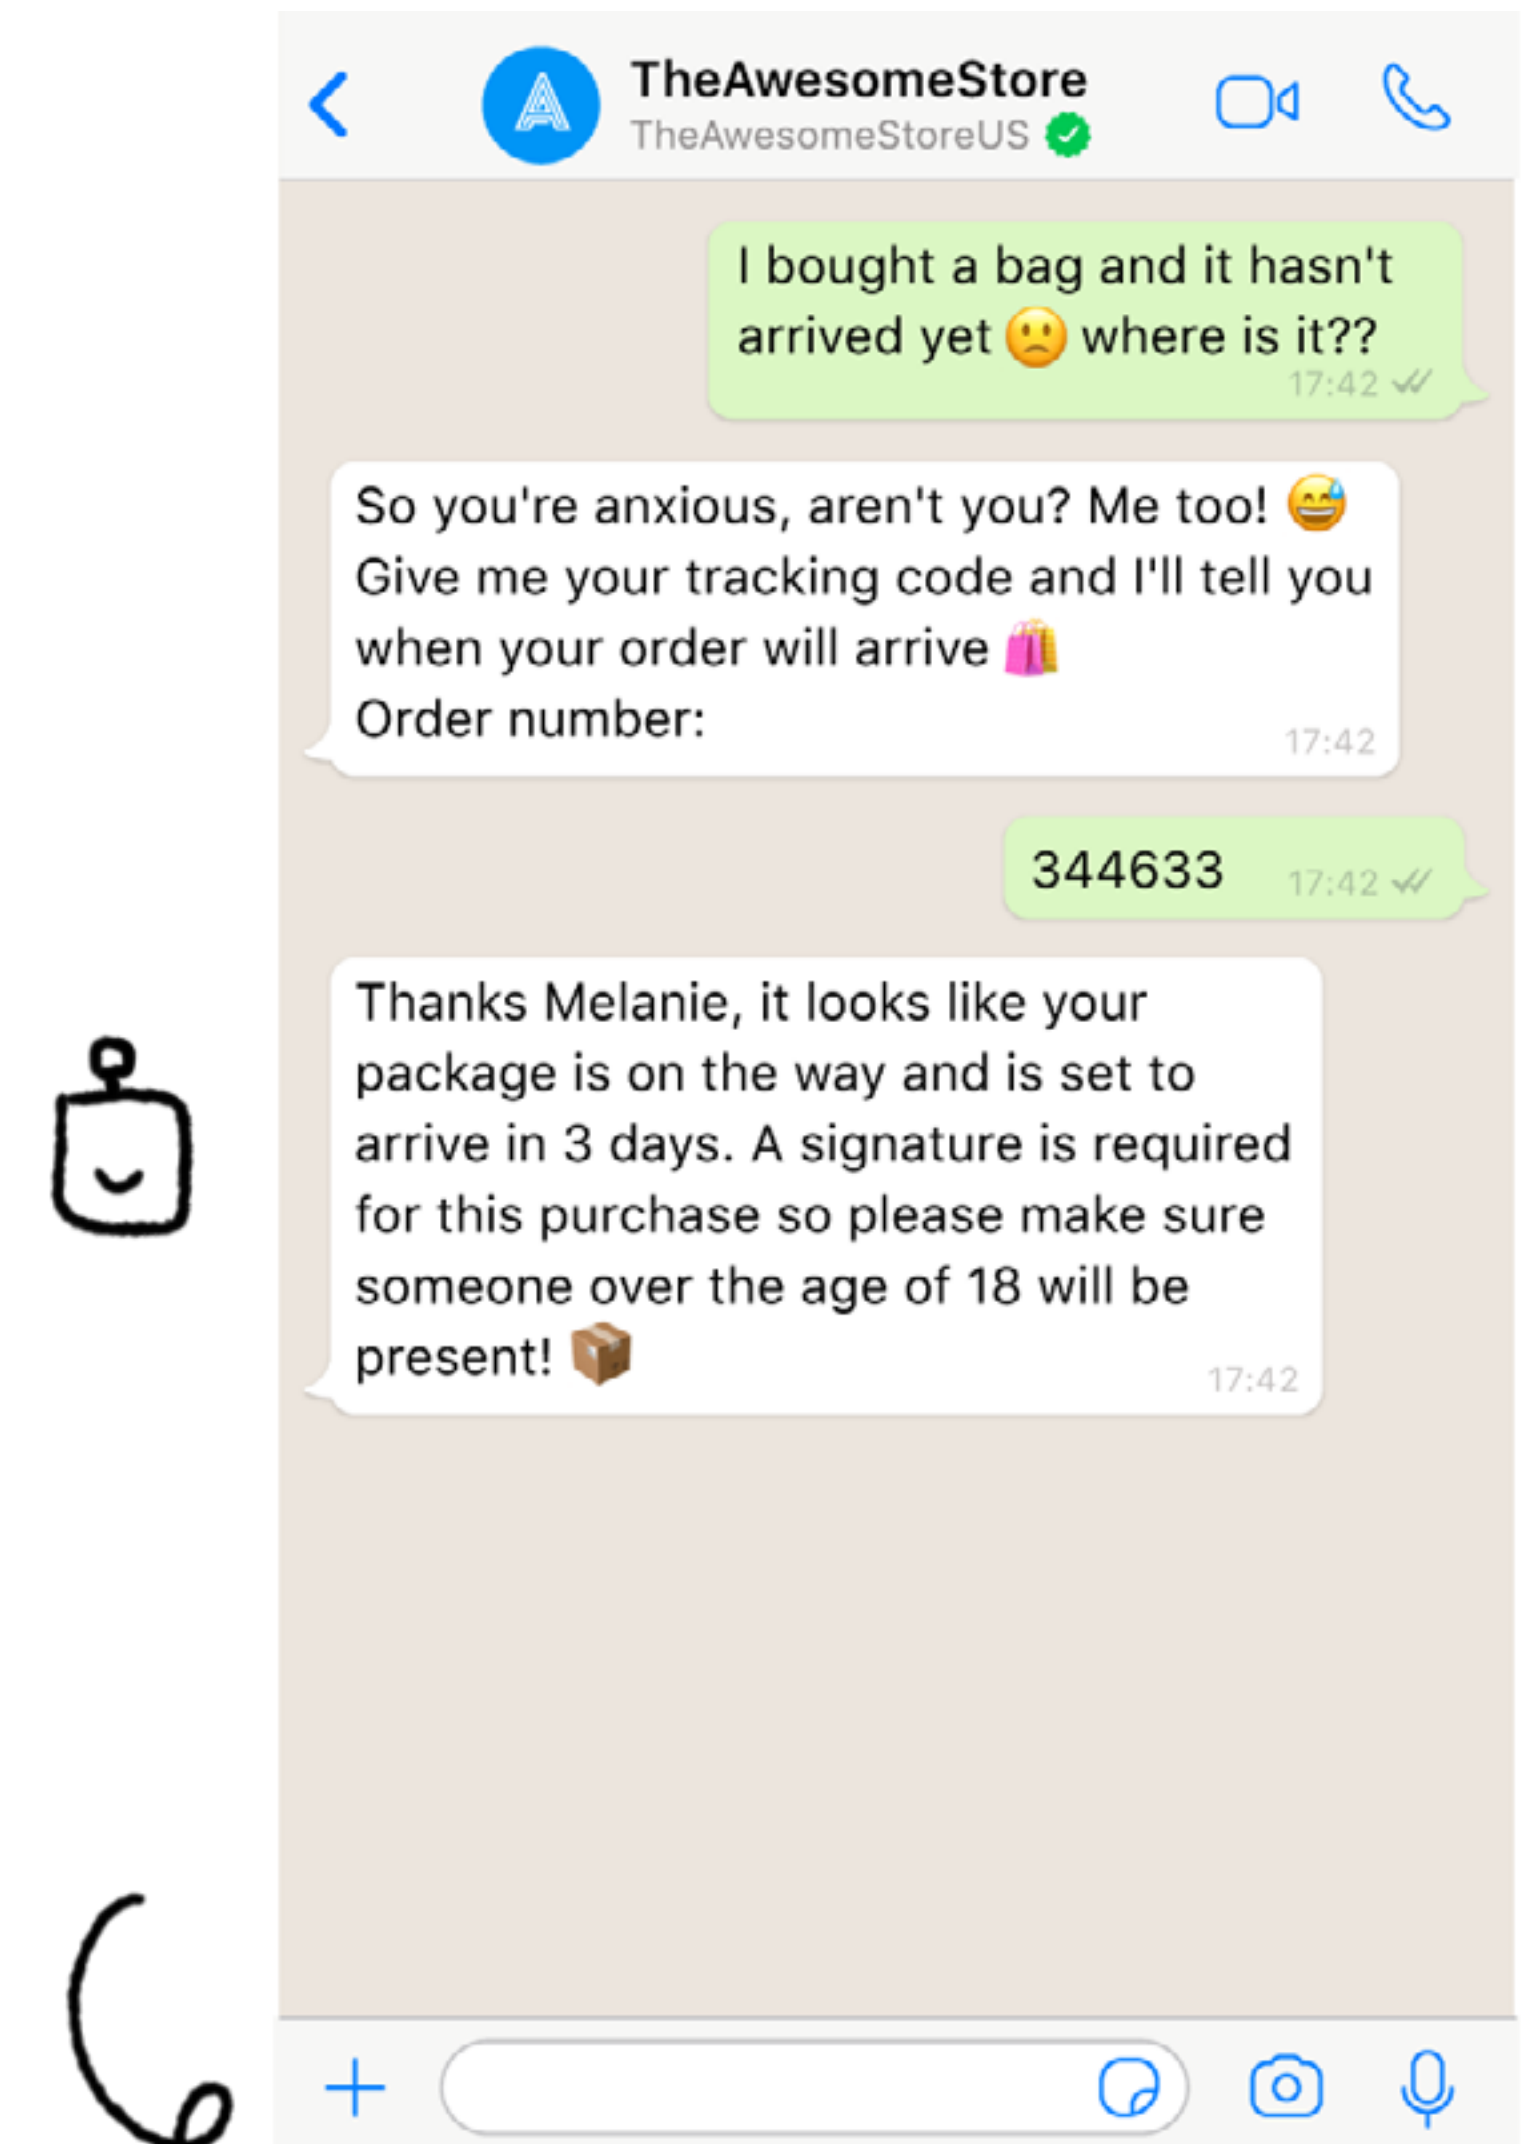 TheAwesomeStore
TheAwesomeStoreUS
I bought a bag and it hasn't
arrived yet 🙁 where is it??
17:42
So you're anxious, aren't you? Me too! 😅
Give me your tracking code and I'll tell you
when your order will arrive 🛍️
Order number:
17:42
344633 17:42
Thanks Melanie, it looks like your
package is on the way and is set to
arrive in 3 days. A signature is required
for this purchase so please make sure
someone over the age of 18 will be
present! 📦
17:42